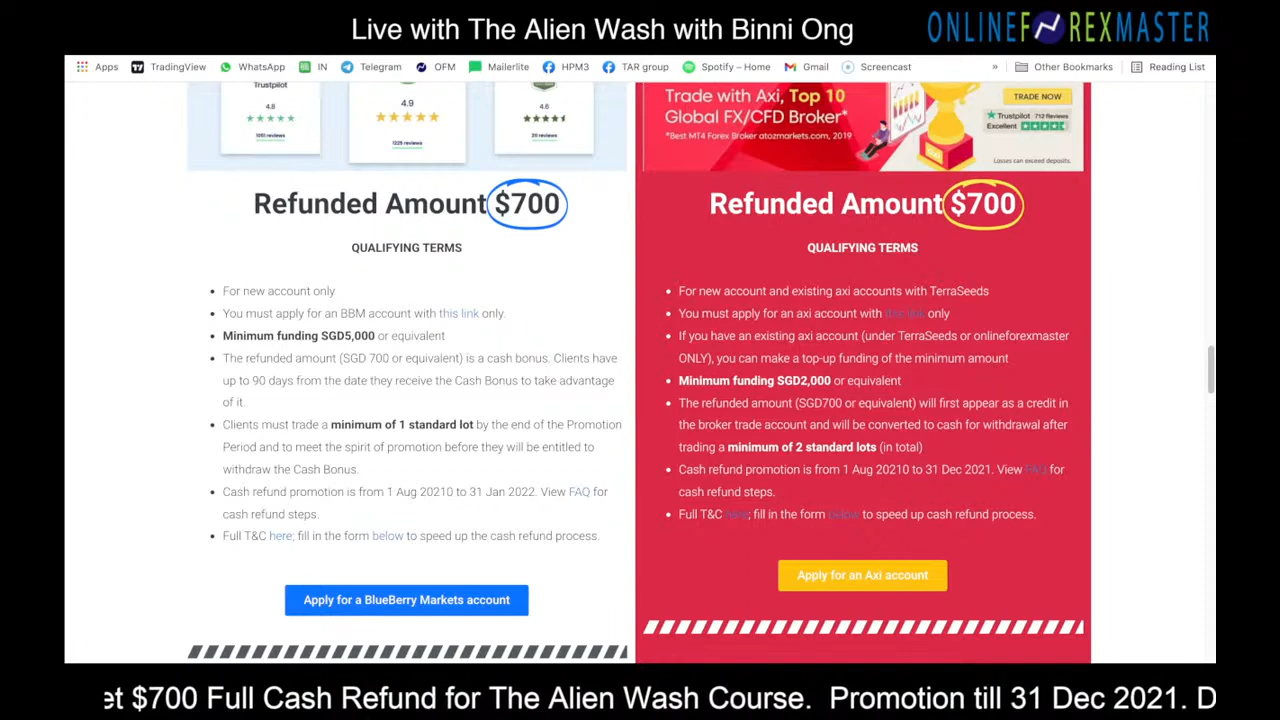 Live with The Alien Wash with Binni Ong
ONLINEFOREXMASTER
Apps TradingView WhatsApp IN Telegram OFM Mailerlite HPM3 TAR group Spotify – Home Gmail Screencast » Other Bookmarks Reading List
Trustpilot
4.8
1051 reviews
4.9
1225 reviews
4.6
Trade with Axi, Top 10
Global FX/CFD Broker*
*Best MT4 Forex Broker atozmarkets.com, 2019
TRADE NOW
Trustpilot 712 Reviews
Excellent
Losses can exceed deposits.
Refunded Amount $700
QUALIFYING TERMS
• For new account only
• You must apply for an BBM account with this link only.
• Minimum funding SGD5,000 or equivalent
• The refunded amount (SGD 700 or equivalent) is a cash bonus. Clients have
up to 90 days from the date they receive the Cash Bonus to take advantage
of it.
• Clients must trade a minimum of 1 standard lot by the end of the Promotion
Period and to meet the spirit of promotion before they will be entitled to
withdraw the Cash Bonus.
• Cash refund promotion is from 1 Aug 20210 to 31 Jan 2022. View FAQ for
cash refund steps.
• Full T&C here; fill in the form below to speed up the cash refund process.
Apply for a BlueBerry Markets account
Refunded Amount $700
QUALIFYING TERMS
• For new account and existing axi accounts with TerraSeeds
• You must apply for an axi account with this link only
• If you have an existing axi account (under TerraSeeds or onlineforexmaster
ONLY), you can make a top-up funding of the minimum amount
• Minimum funding SGD2,000 or equivalent
• The refunded amount (SGD700 or equivalent) will first appear as a credit in
the broker trade account and will be converted to cash for withdrawal after
trading a minimum of 2 standard lots (in total)
• Cash refund promotion is from 1 Aug 20210 to 31 Dec 2021. View FAQ for
cash refund steps.
• Full T&C here; fill in the form below to speed up cash refund process.
Apply for an Axi account
et $700 Full Cash Refund for The Alien Wash Course. Promotion till 31 Dec 2021. D